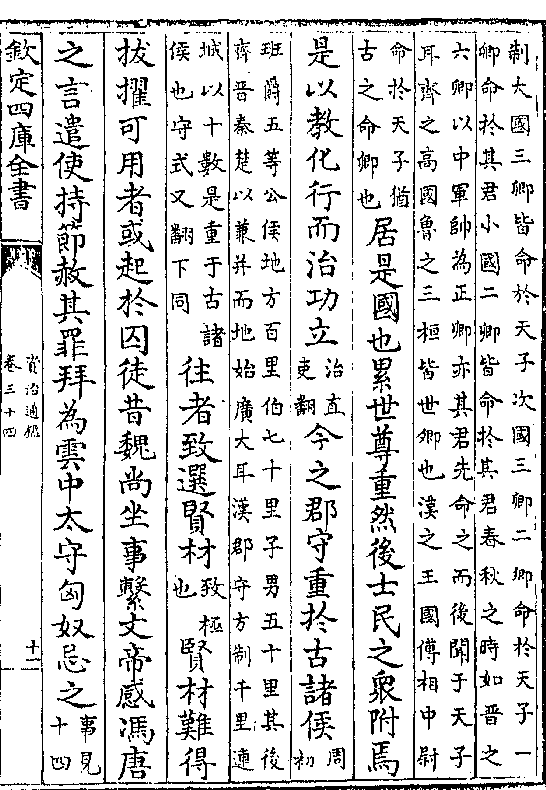 制大國三卿皆命於天子次國三卿二卿命於天子一
卿命於其君小國二卿皆命於其君春秋之時如晉之
六卿以中軍帥為正卿亦其君先命之而後聞于天子
耳齊之高國魯之三桓皆世卿也漢之王國傅相中尉
命於天子猶
古之命卿也
居是國也累世尊重然後士民之衆附焉
是以教化行而治功立
治直
吏翻
今之郡守重於古諸侯
周
初
班爵五等公侯地方百里伯七十里子男五十里其後
齊晉秦楚以兼并而地始廣大耳漢郡守方制千里連
城以十數是重于古諸
侯也守式又翻下同
往者致選賢材
致極
也
賢材難得
拔擢可用者或起於囚徒昔魏尚坐事繫文帝感馮唐
之言遣使持節赦其罪拜為雲中太守匈奴忌之
事見
十四
欽定四庫全書
資治通鑑
卷三十四
十一